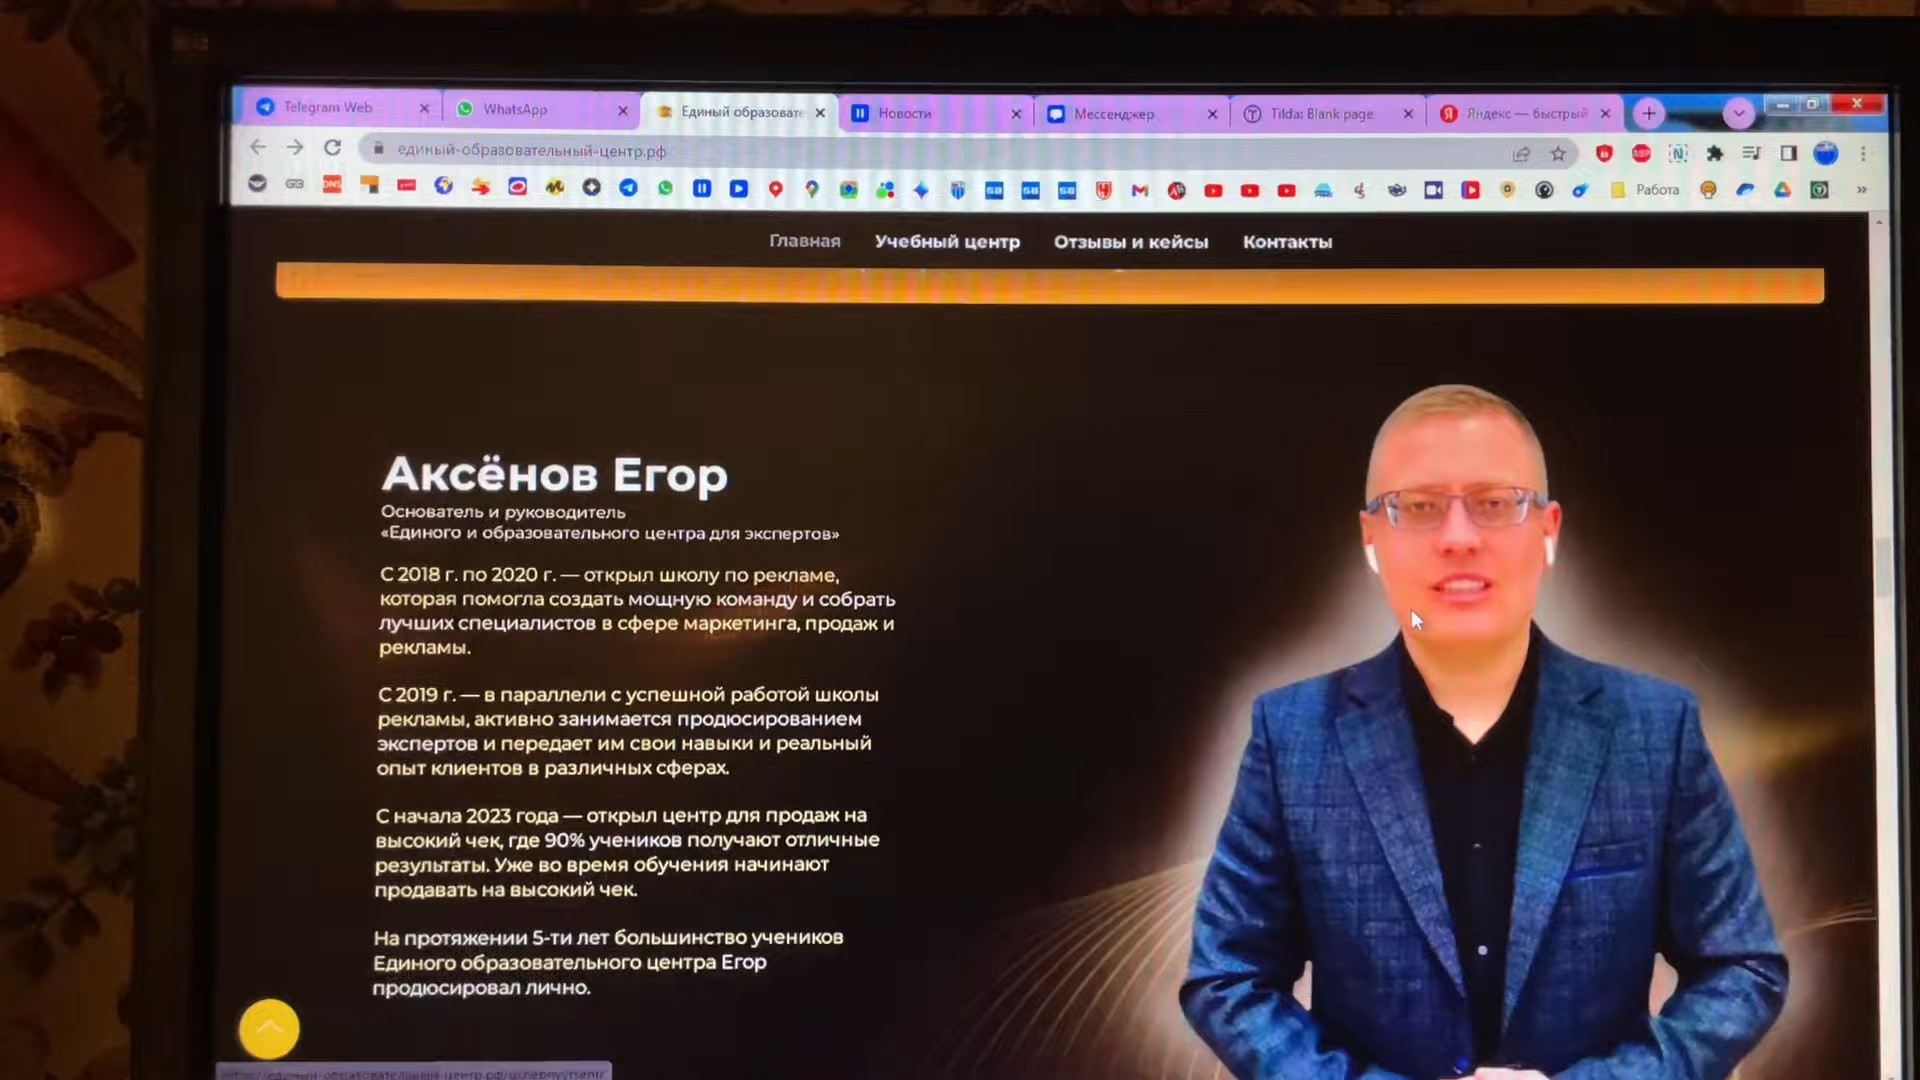 Telegram Web
WhatsApp
Единый образовате
Новости
Мессенджер
Tilda: Blank page
Яндекс — быстрый
единый-образовательный-центр.рф
DNS
ABP
N
Работа
Главная
Учебный центр
Отзывы и кейсы
Контакты
Аксёнов Егор
Основатель и руководитель
«Единого и образовательного центра для экспертов»
С 2018 г. по 2020 г. — открыл школу по рекламе,
которая помогла создать мощную команду и собрать
лучших специалистов в сфере маркетинга, продаж и
рекламы.
С 2019 г. — в параллели с успешной работой школы
рекламы, активно занимается продюсированием
экспертов и передает им свои навыки и реальный
опыт клиентов в различных сферах.
С начала 2023 года — открыл центр для продаж на
высокий чек, где 90% учеников получают отличные
результаты. Уже во время обучения начинают
продавать на высокий чек.
На протяжении 5-ти лет большинство учеников
Единого образовательного центра Егор
продюсировал лично.